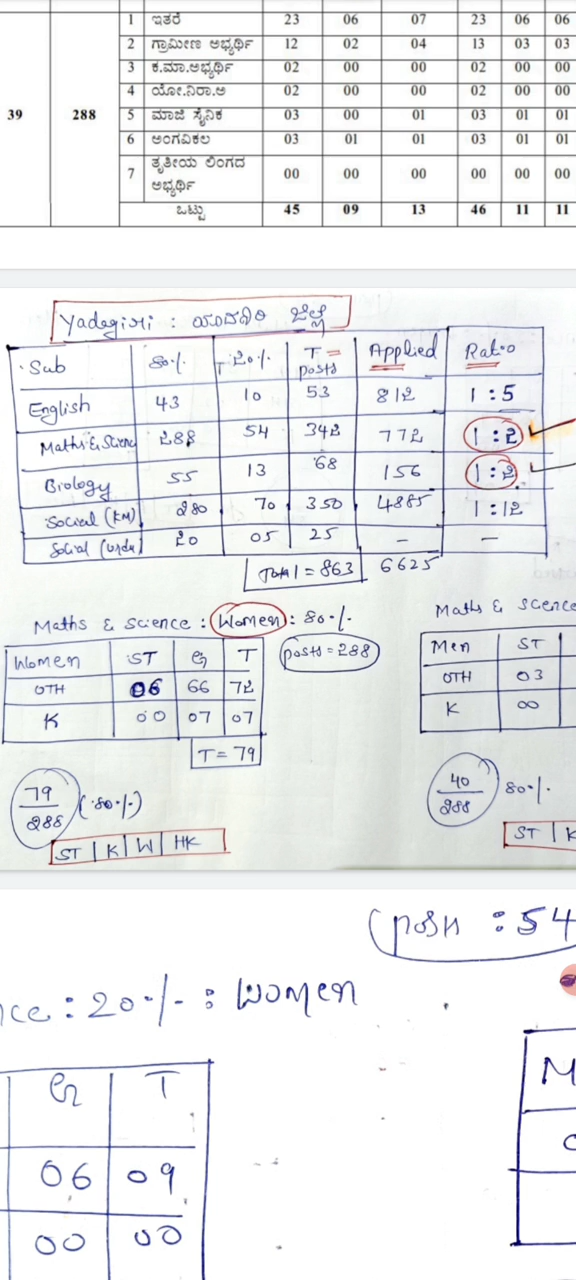 39 288
1 ಇತರೆ 23 06 07 23 06 06
2 ಗ್ರಾಮೀಣ ಅಭ್ಯರ್ಥಿ 12 02 04 13 03 03
3 ಕ.ಮಾ.ಅಭ್ಯರ್ಥಿ 02 00 00 02 00 00
4 ಯೋ.ನಿರಾ.ಅ 02 00 00 02 00 00
5 ಮಾಜಿ ಸೈನಿಕ 03 00 01 03 01 01
6 ಅಂಗವಿಕಲ 03 01 01 03 01 01
7 ತೃತೀಯ ಲಿಂಗದ
ಅಭ್ಯರ್ಥಿ 00 00 00 00 00 00
ಒಟ್ಟು 45 09 13 46 11 11
Yadagiri : ಯಾದಗಿರಿ ಜಿಲ್ಲೆ
Sub 80% 20% T posts Applied Ratio
English 43 10 53 812 1:5
Maths & Science 288 54 342 772 1:2
Biology 55 13 68 156 1:2
Social (KM) 280 70 350 4885 1:12
Social (Urdu) 20 05 25 - -
Total = 863 6625
Maths & Science : Women : 80%
posts = 288
Women ST G T
OTH 06 66 72
K 00 07 07
T = 79
79/288 (80%)
ST | K | W | HK
Maths & Science
Men ST
OTH 03
K 00
40/288 80%
ST | K
(posts : 54
nce : 20% : Women
G T
06 09
00 00
M